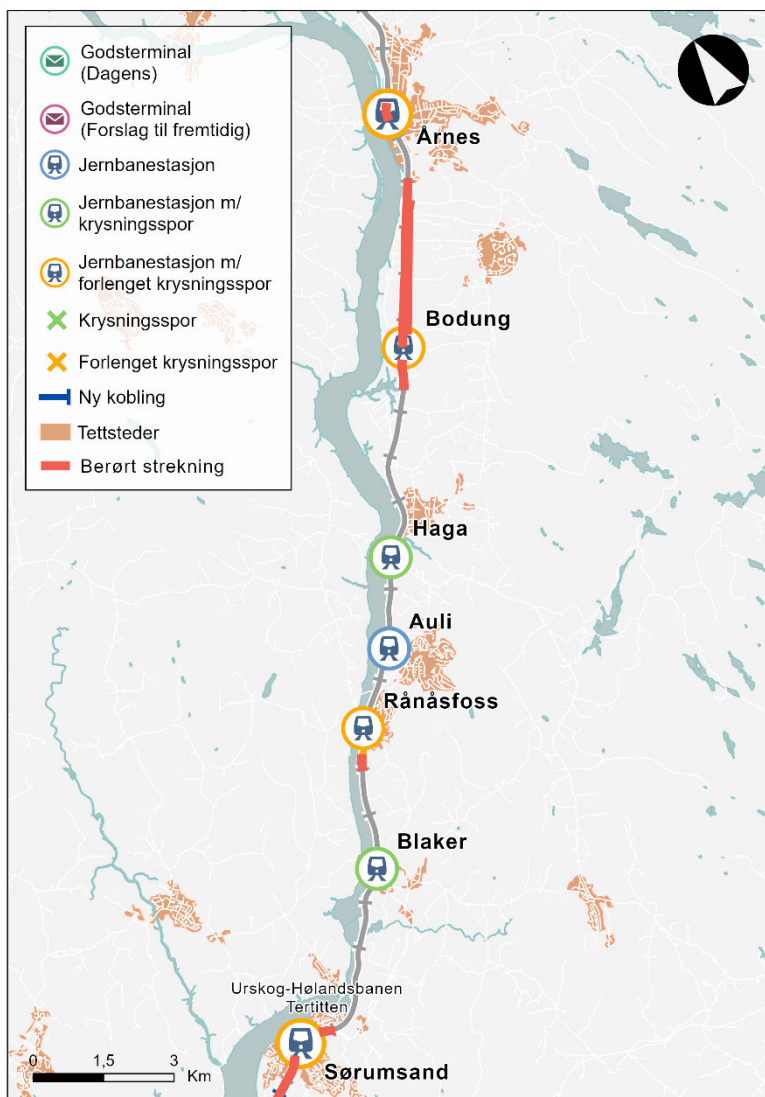 Godsterminal
(Dagens)
Godsterminal
(Forslag til fremtidig)
Jernbanestasjon
Jernbanestasjon m/
krysningsspor
Jernbanestasjon m/
forlenget krysningsspor
Krysningsspor
Forlenget krysningsspor
Ny kobling
Tettsteder
Berørt strekning
Årnes
Bodung
Haga
Auli
Rånåsfoss
Blaker
Urskog-Hølandsbanen
Tertitten
Sørumsand
0 1,5 3
Km